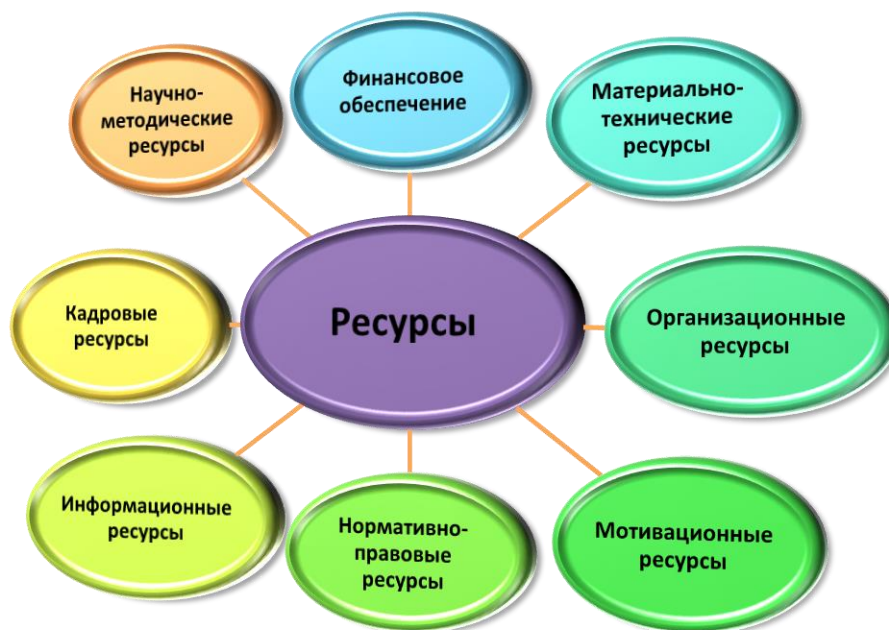 Научно-
методические
ресурсы
Финансовое
обеспечение
Материально-
технические
ресурсы
Кадровые
ресурсы
Ресурсы
Организационные
ресурсы
Информационные
ресурсы
Нормативно-
правовые
ресурсы
Мотивационные
ресурсы